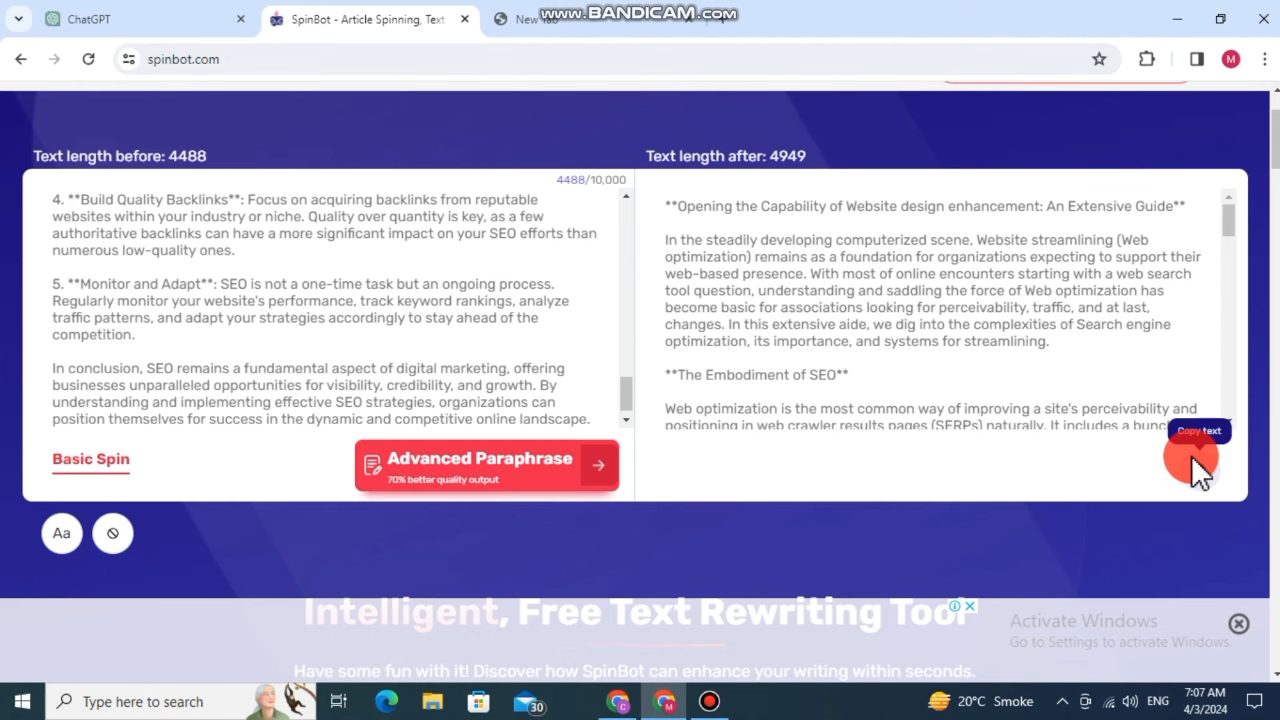 ChatGPT
SpinBot - Article Spinning, Text
New Tab
www.BANDICAM.com
spinbot.com
M
Text length before: 4488
Text length after: 4949
4488/10,000
4. **Build Quality Backlinks**: Focus on acquiring backlinks from reputable
websites within your industry or niche. Quality over quantity is key, as a few
authoritative backlinks can have a more significant impact on your SEO efforts than
numerous low-quality ones.
5. **Monitor and Adapt**: SEO is not a one-time task but an ongoing process.
Regularly monitor your website's performance, track keyword rankings, analyze
traffic patterns, and adapt your strategies accordingly to stay ahead of the
competition.
In conclusion, SEO remains a fundamental aspect of digital marketing, offering
businesses unparalleled opportunities for visibility, credibility, and growth. By
understanding and implementing effective SEO strategies, organizations can
position themselves for success in the dynamic and competitive online landscape.
**Opening the Capability of Website design enhancement: An Extensive Guide**
In the steadily developing computerized scene, Website streamlining (Web
optimization) remains as a foundation for organizations expecting to support their
web-based presence. With most of online encounters starting with a web search
tool question, understanding and saddling the force of Web optimization has
become basic for associations looking for perceivability, traffic, and at last,
changes. In this extensive aide, we dig into the complexities of Search engine
optimization, its importance, and systems for streamlining.
**The Embodiment of SEO**
Web optimization is the most common way of improving a site's perceivability and
positioning in web crawler results pages (SERPs) naturally. It includes a bunch
Copy text
Basic Spin
Advanced Paraphrase
70% better quality output
Aa
Intelligent, Free Text Rewriting Tool
Have some fun with it! Discover how SpinBot can enhance your writing within seconds.
Activate Windows
Go to Settings to activate Windows.
Type here to search
30
C
M
20°C Smoke
ENG
7:07 AM
4/3/2024